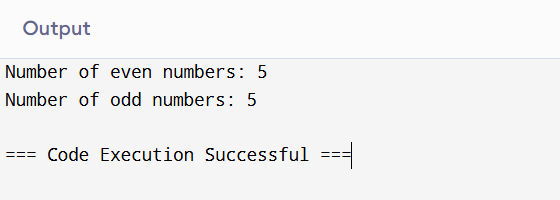 Output
Number of even numbers: 5
Number of odd numbers: 5
=== Code Execution Successful ===